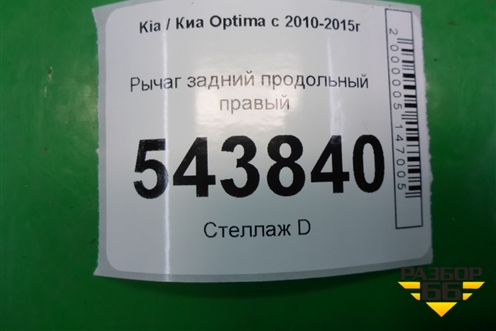 Kia / Киа Optima с 2010-2015г
Рычаг задний продольный
правый
543840
Стеллаж D
2000005147005
РАЗБОР
66